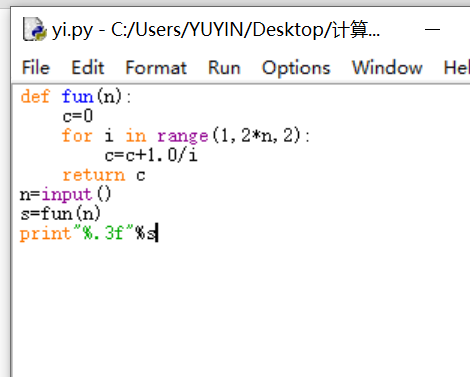 yi.py - C:/Users/YUYIN/Desktop/计算...
File Edit Format Run Options Window Hel
def fun(n):
    c=0
    for i in range(1,2*n,2):
        c=c+1.0/i
    return c
n=input()
s=fun(n)
print"%.3f"%s